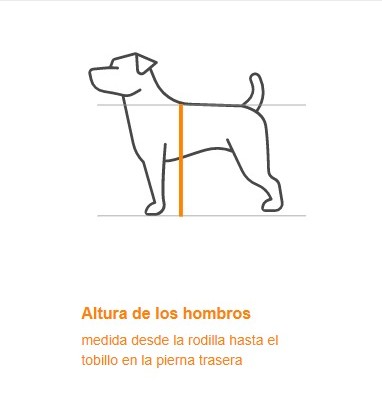 Altura de los hombros
medida desde la rodilla hasta el
tobillo en la pierna trasera